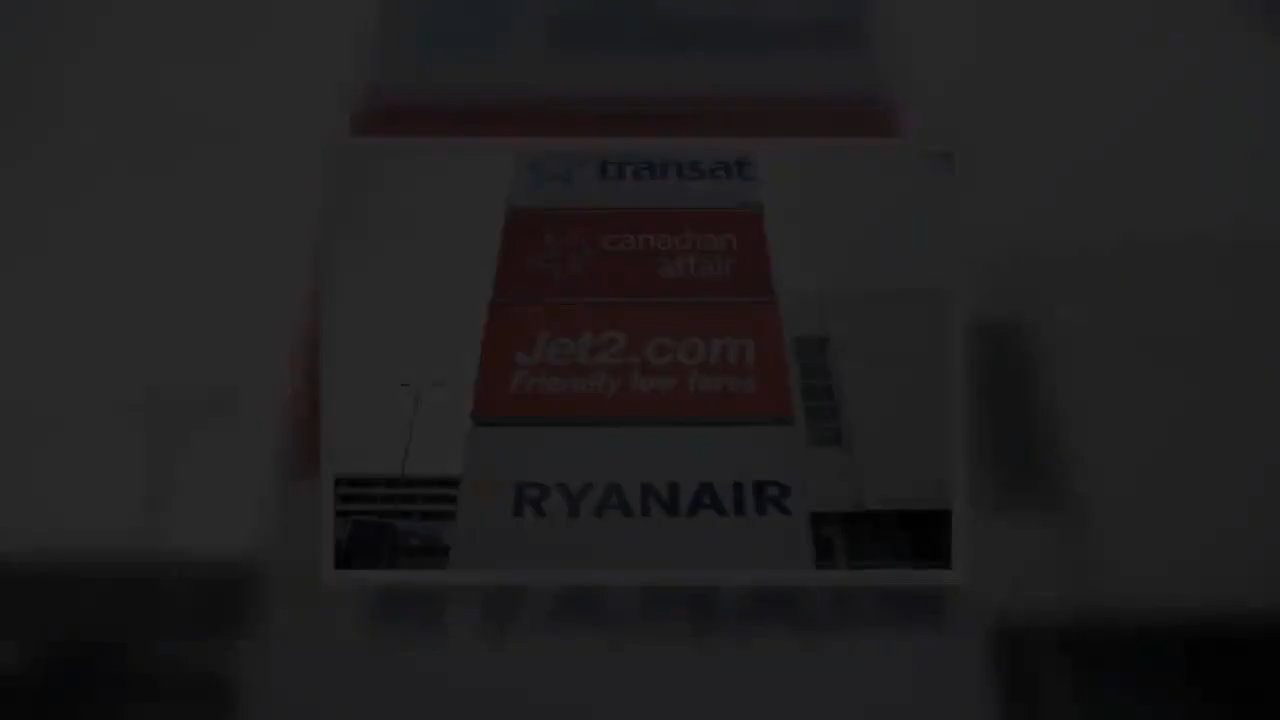 transat
canadian
affair
Jet2.com
Friendly low fares
RYANAIR